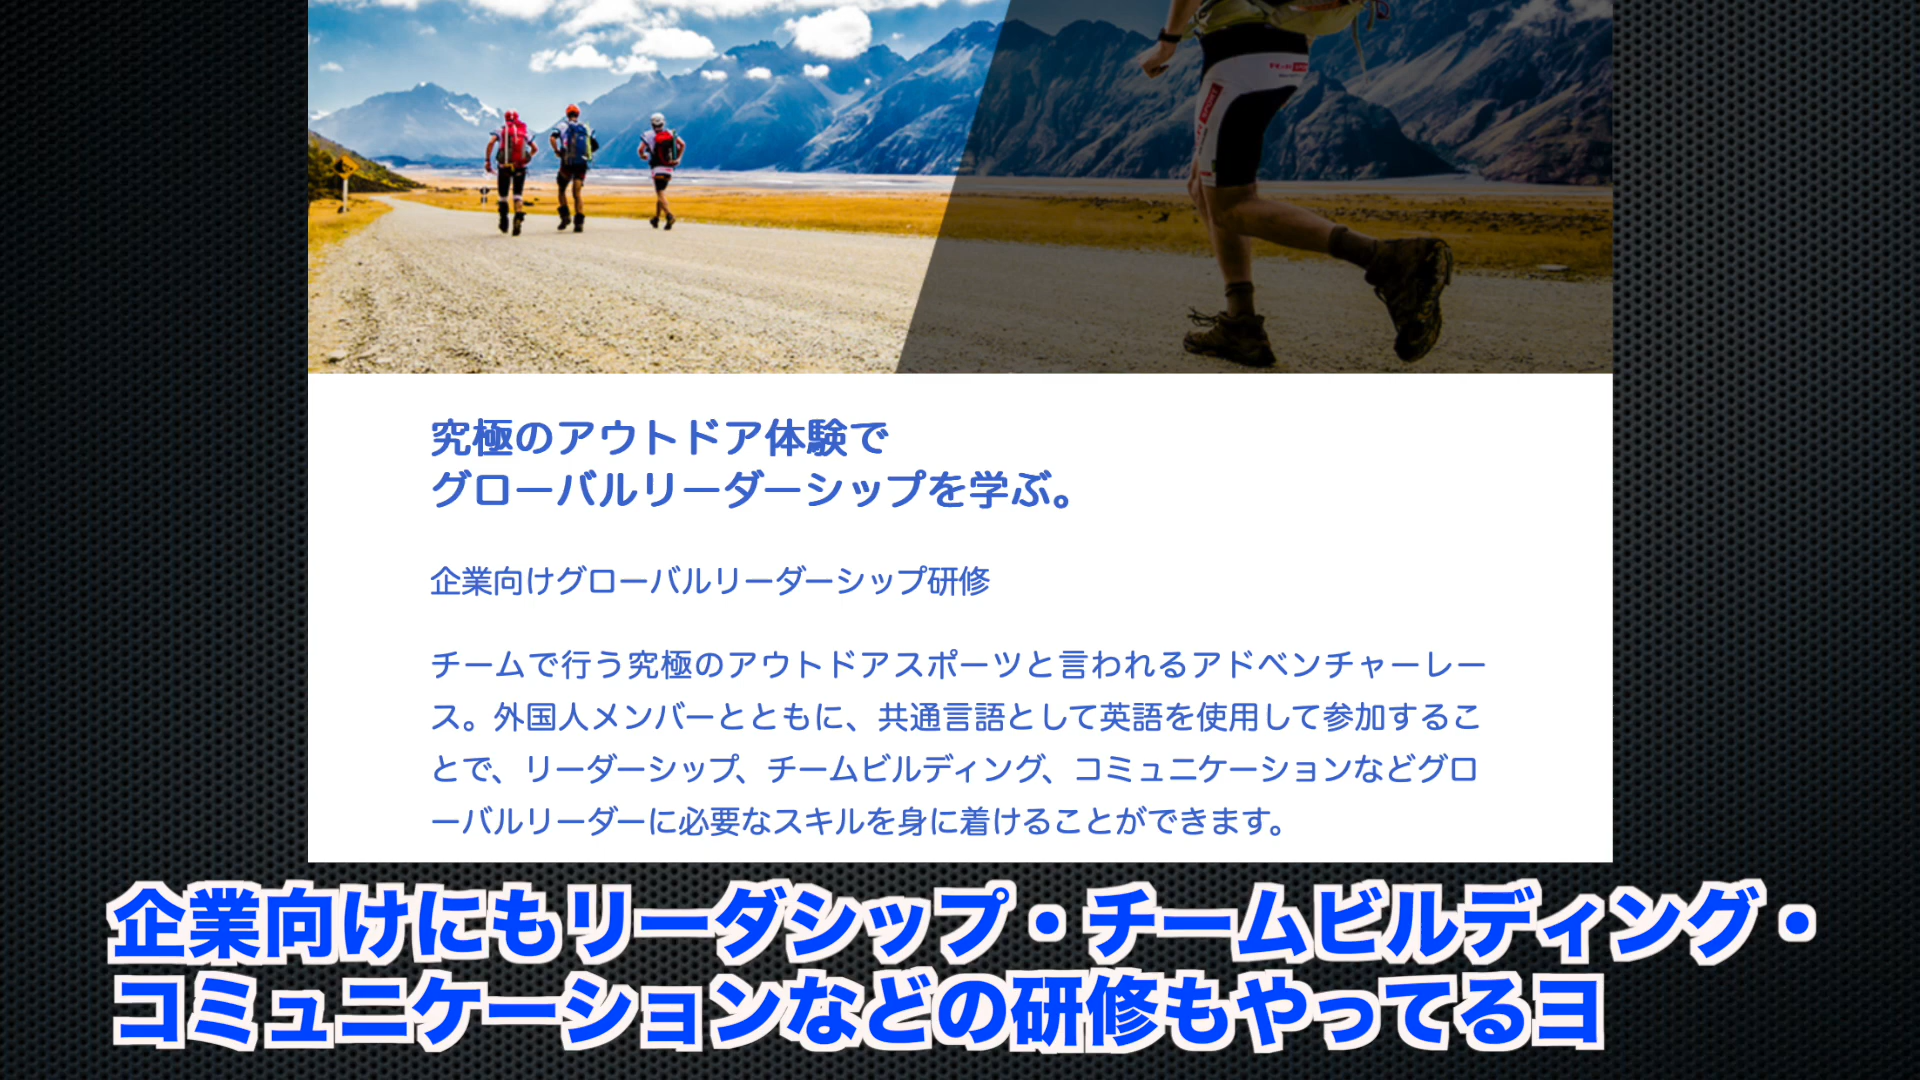 究極のアウトドア体験で
グローバルリーダーシップを学ぶ。
企業向けグローバルリーダーシップ研修
チームで行う究極のアウトドアスポーツと言われるアドベンチャーレー
ス。外国人メンバーとともに、共通言語として英語を使用して参加するこ
とで、リーダーシップ、チームビルディング、コミュニケーションなどグロ
ーバルリーダーに必要なスキルを身に着けることができます。
企業向けにもリーダシップ・チームビルディング・
コミュニケーションなどの研修もやってるヨ